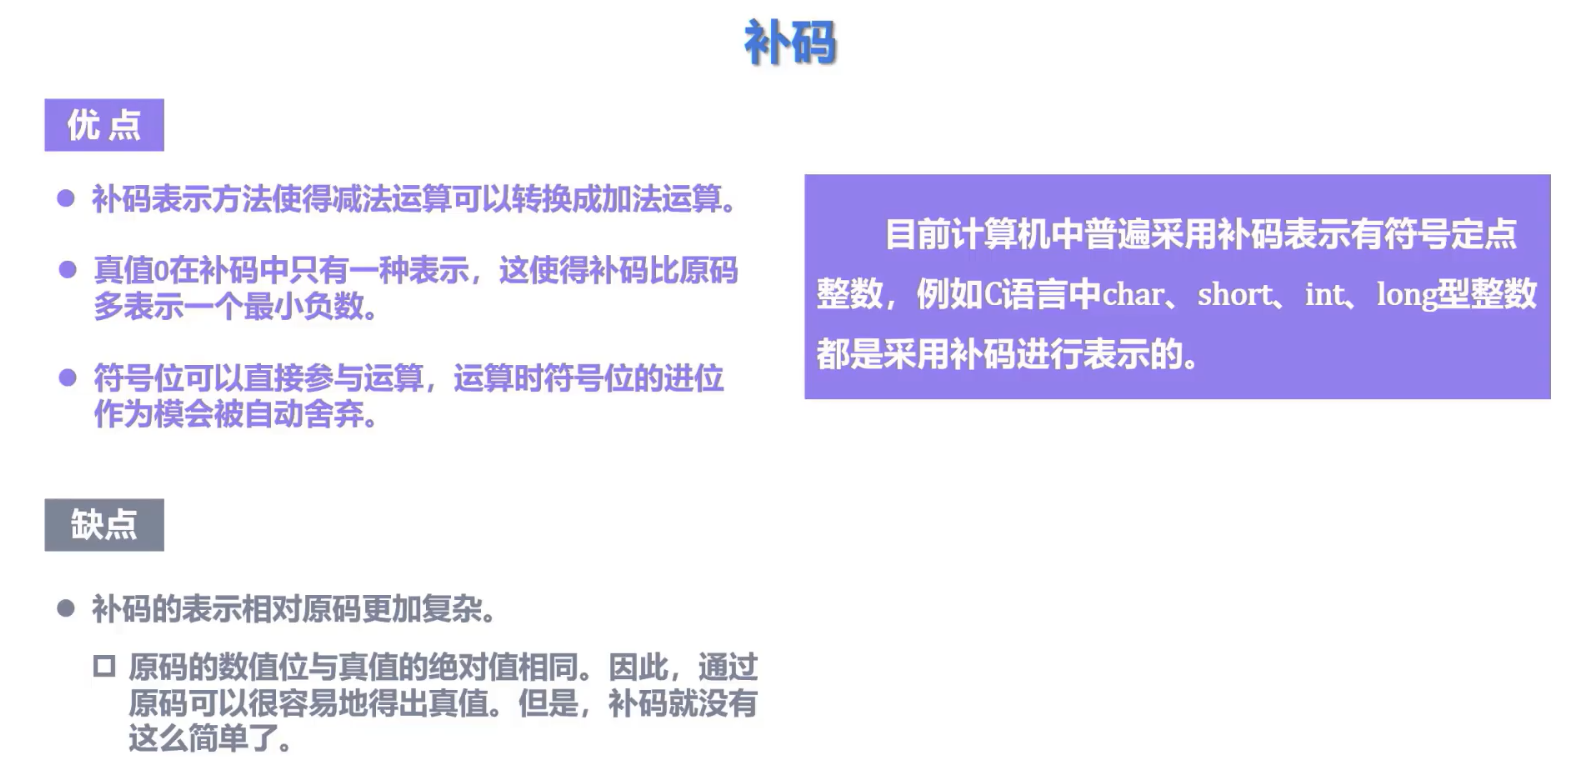 补码
优 点
补码表示方法使得减法运算可以转换成加法运算。
真值0在补码中只有一种表示，这使得补码比原码
多表示一个最小负数。
符号位可以直接参与运算，运算时符号位的进位
作为模会被自动舍弃。
目前计算机中普遍采用补码表示有符号定点
整数，例如C语言中char、short、int、long型整数
都是采用补码进行表示的。
缺点
补码的表示相对原码更加复杂。
原码的数值位与真值的绝对值相同。因此，通过
原码可以很容易地得出真值。但是，补码就没有
这么简单了。